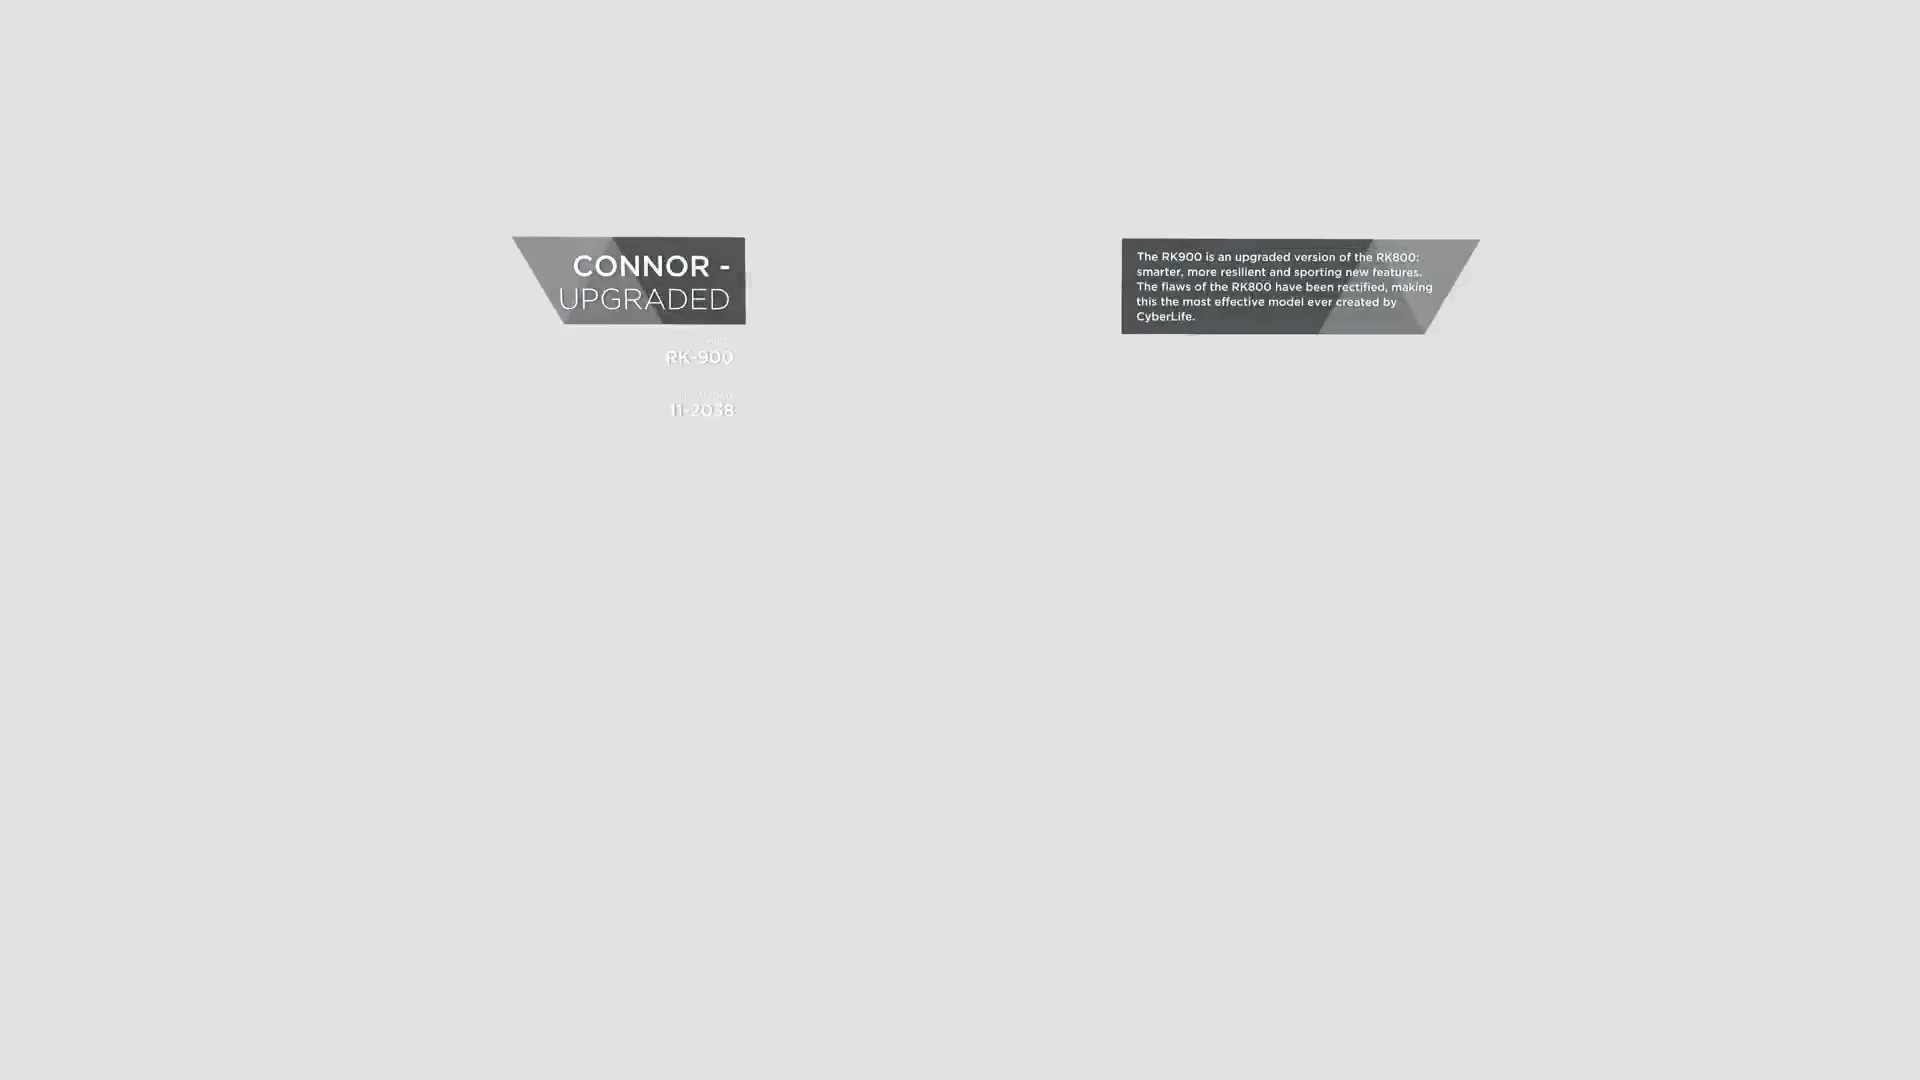 CONNOR -
UPGRADED
RK-900
11-2038
The RK900 is an upgraded version of the RK800:
smarter, more resilient and sporting new features.
The flaws of the RK800 have been rectified, making
this the most effective model ever created by
CyberLife.